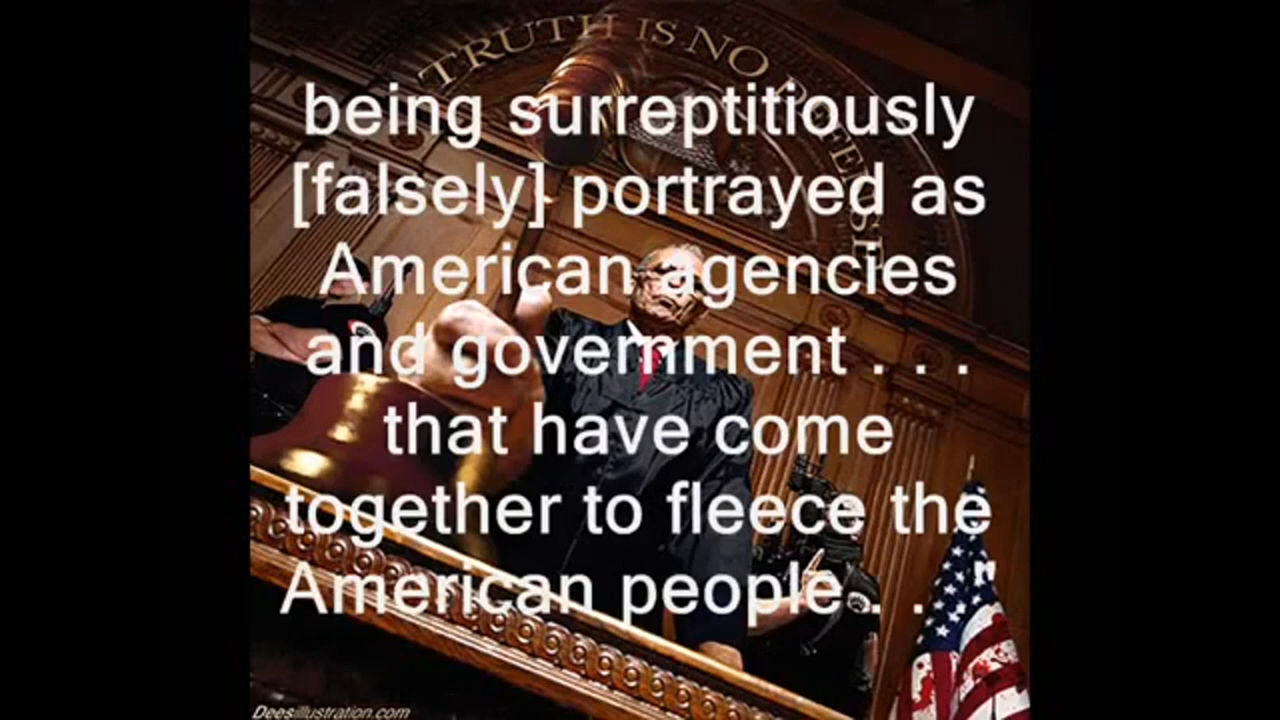 TRUTH IS NO DEFENSE
being surreptitiously
[falsely] portrayed as
American agencies
and government . . .
that have come
together to fleece the
American people . . ."
Deesillustration.com